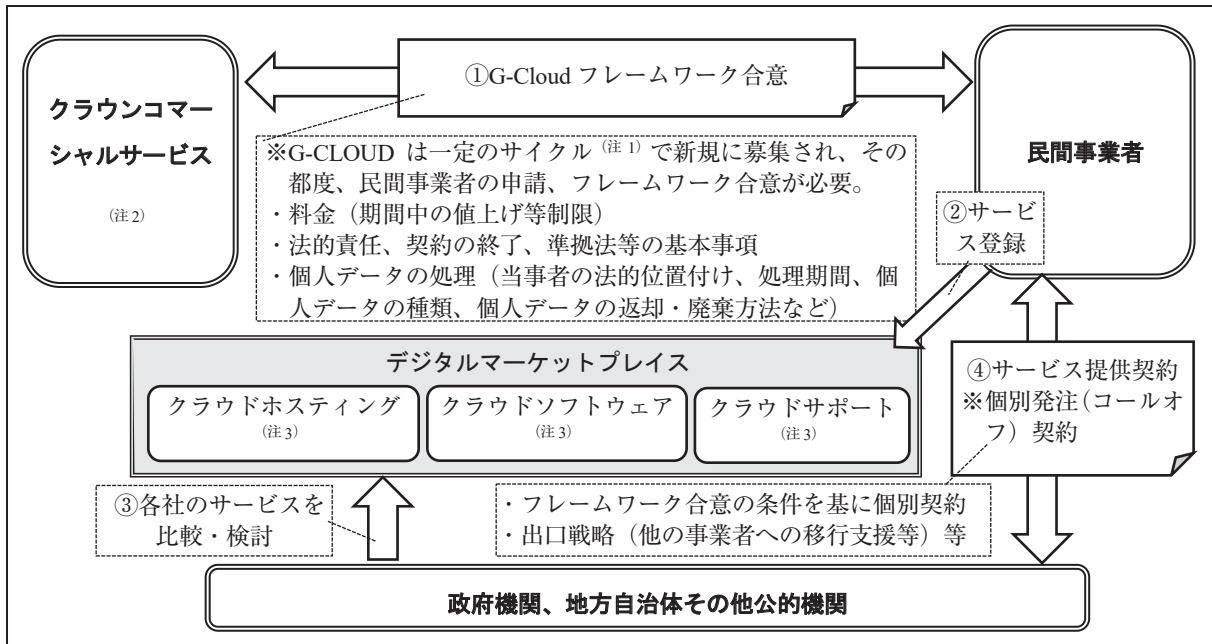 ①G-Cloud フレームワーク合意
クラウンコマー
シャルサービス
(注 2)
民間事業者
※G-CLOUD は一定のサイクル(注 1)で新規に募集され、その
都度、民間事業者の申請、フレームワーク合意が必要。
・料金（期間中の値上げ等制限）
・法的責任、契約の終了、準拠法等の基本事項
・個人データの処理（当事者の法的位置付け、処理期間、個
人データの種類、個人データの返却・廃棄方法など）
②サービ
ス登録
デジタルマーケットプレイス
クラウドホスティング
(注 3)
クラウドソフトウェア
(注 3)
クラウドサポート
(注 3)
④サービス提供契約
※個別発注（コールオ
フ）契約
③各社のサービスを
比較・検討
・フレームワーク合意の条件を基に個別契約
・出口戦略（他の事業者への移行支援等）等
政府機関、地方自治体その他公的機関